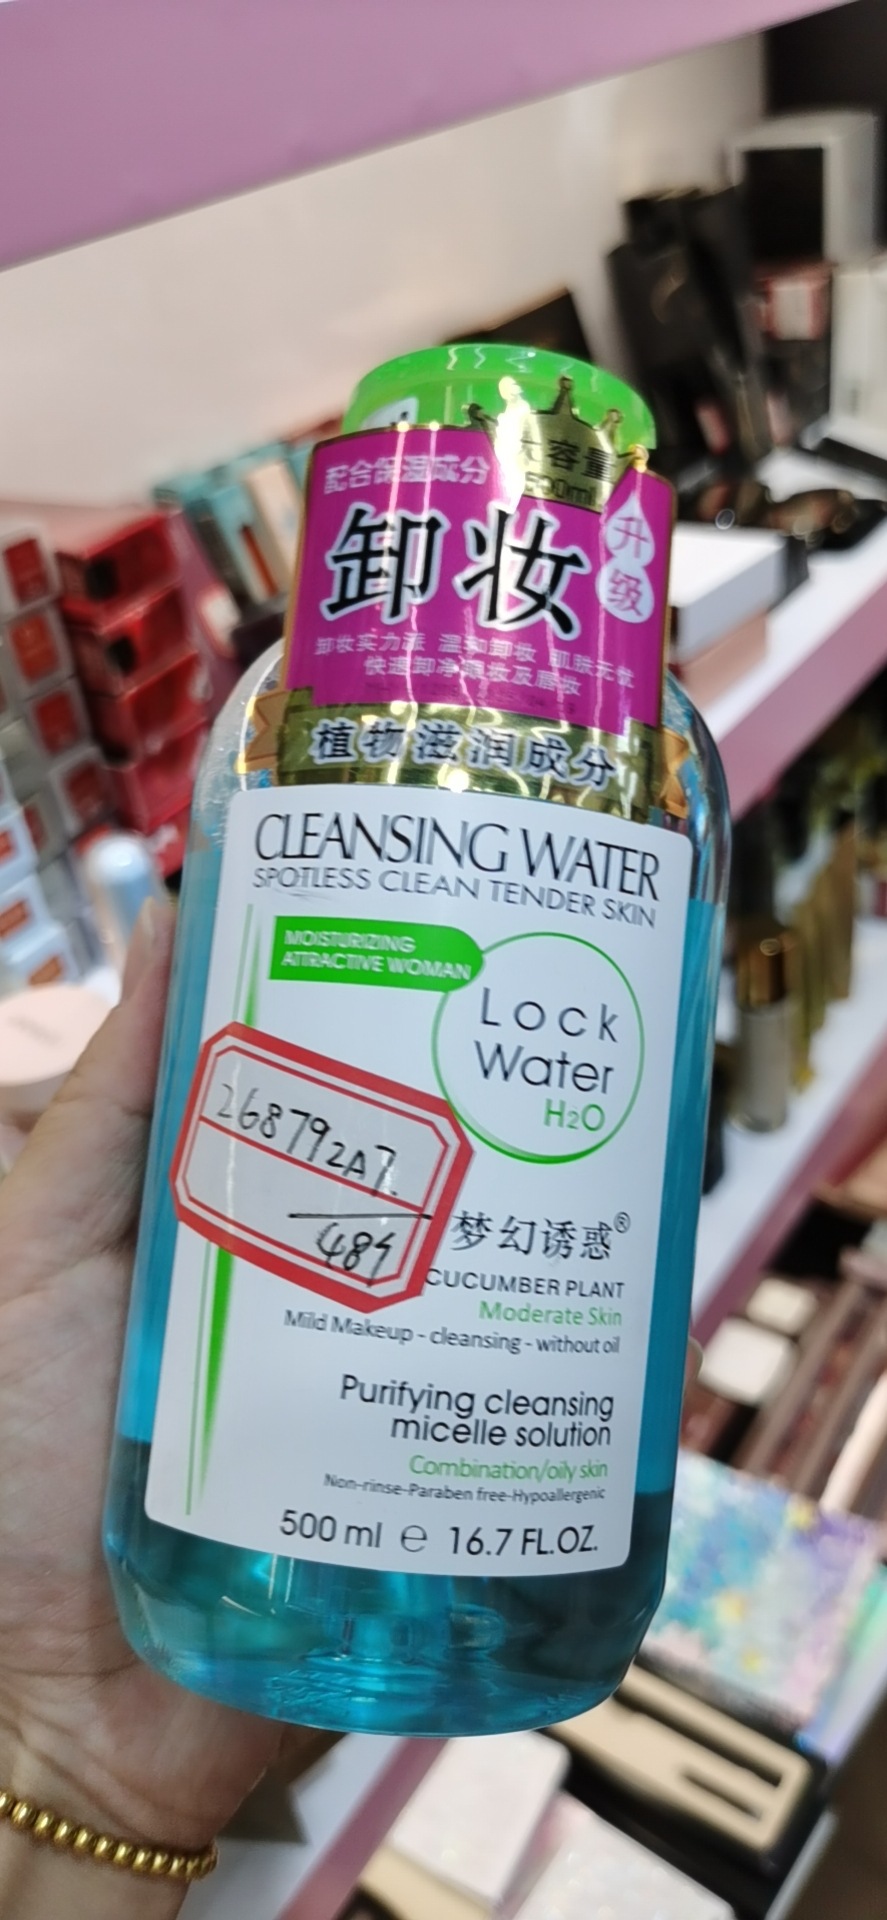 大容量
500ml
配合保湿成分
卸妆
升级
卸妆实力派 温和卸妆 肌肤无忧
快速卸净眼妆及唇妆
植物滋润成分
CLEANSING WATER
SPOTLESS CLEAN TENDER SKIN
MOISTURIZING
ATTRACTIVE WOMAN
Lock
Water
H2O
268792A7.
484
梦幻诱惑®
CUCUMBER PLANT
Moderate Skin
Mild Makeup - cleansing - without oil
Purifying cleansing
micelle solution
Combination/oily skin
Non-rinse-Paraben free-Hypoallergenic
500 ml ℮ 16.7 FL.OZ.